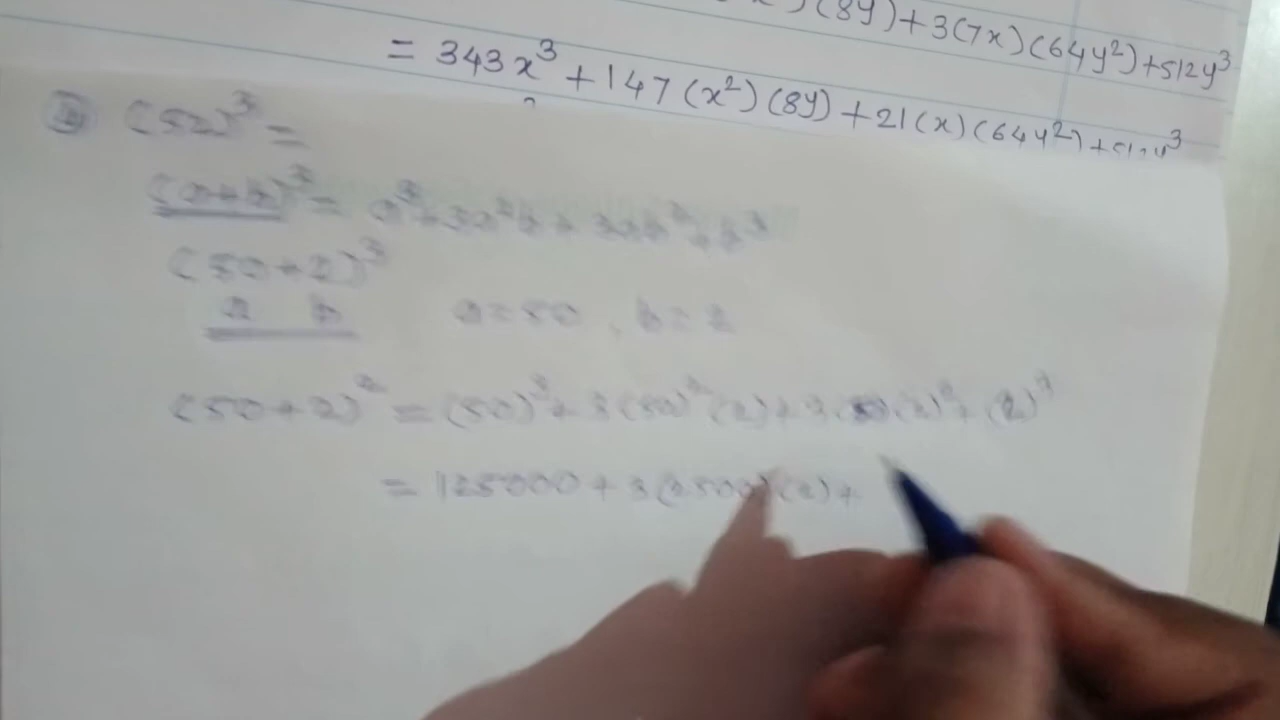 )(8y)+3(7x)(64y²)+512y³
= 343x³+147(x²)(8y)+21(x)(64y²)+512y³
(52)³=
(a+b)³= a³+3a²b+3ab²+b³
(50+2)³
a b a=50, b=2
(50+2)³ = (50)³+3(50)²(2)+3(50)(2)²+(2)³
= 125000+3(2500)(2)+